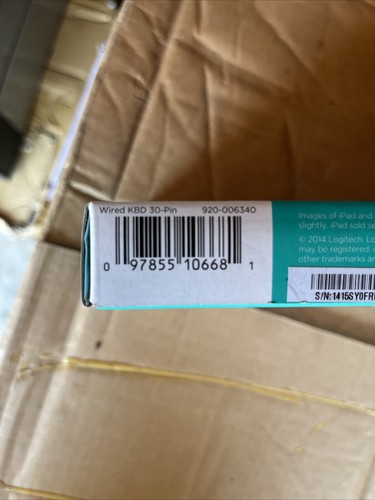 Wired KBD 30-Pin 920-006340
0 97855 10668 1
Images of iPad and
slightly. iPad sold se
© 2014 Logitech. Lo
may be registered
other trademarks a
S/N:1415SY0FR